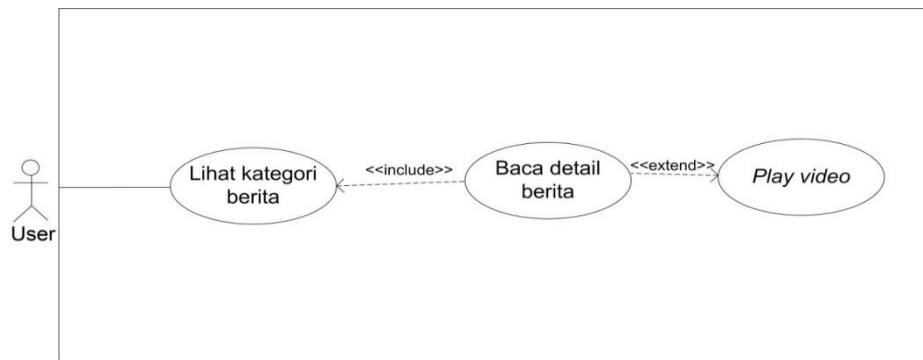 User
Lihat kategori
berita
<<include>>
Baca detail
berita
<<extend>>
Play video